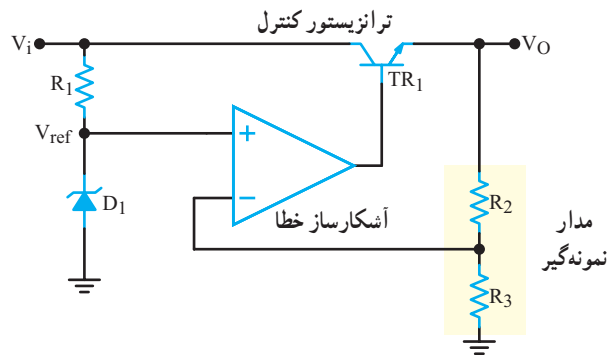 ترانزیستور کنترل
Vi
VO
R1
TR1
Vref
+
−
D1
آشکارساز خطا
R2
مدار
نمونه‌گیر
R3